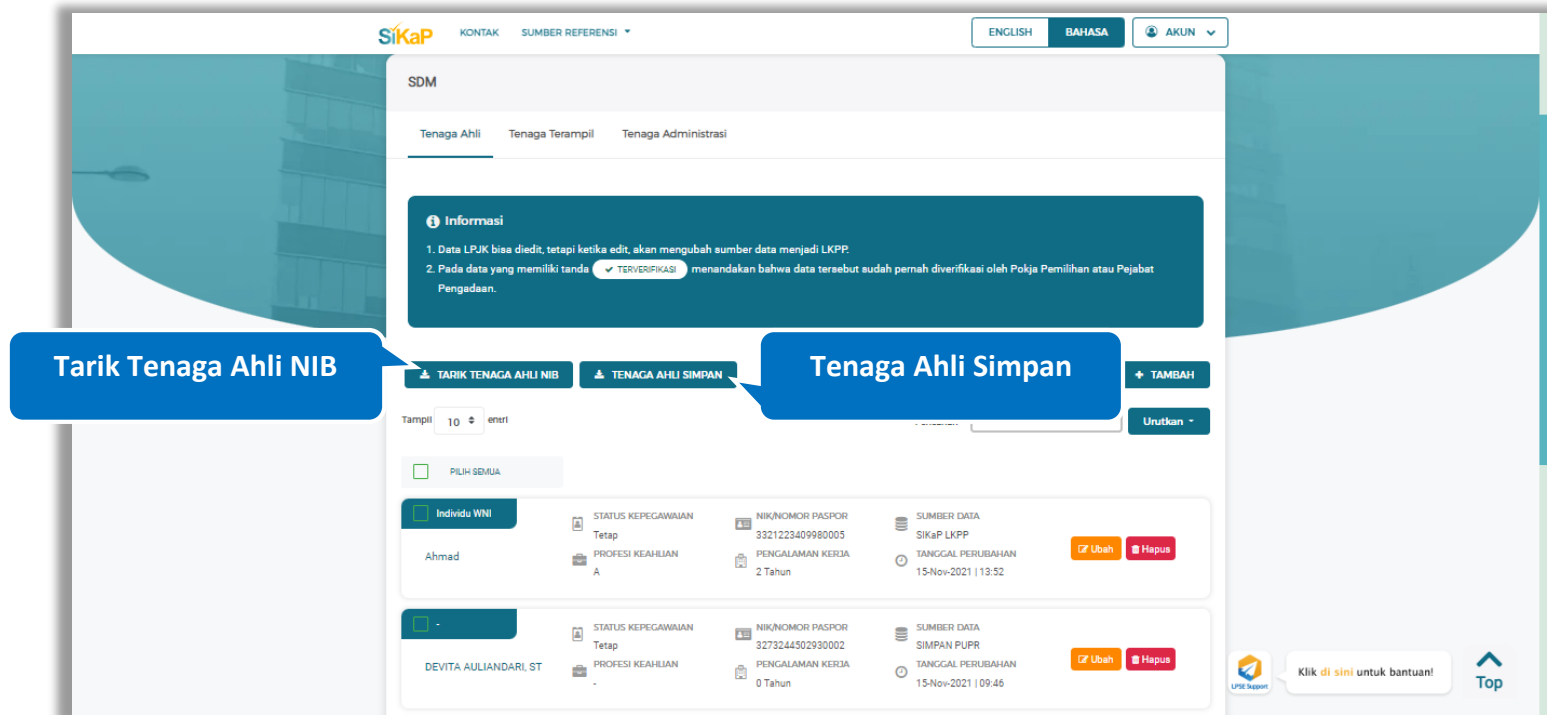 SiKaP KONTAK SUMBER REFERENSI ENGLISH BAHASA AKUN
SDM
Tenaga Ahli Tenaga Terampil Tenaga Administrasi
Informasi
1. Data LPJK bisa diedit, tetapi ketika edit, akan mengubah sumber data menjadi LKPP.
2. Pada data yang memiliki tanda TERVERIFIKASI menandakan bahwa data tersebut sudah pernah diverifikasi oleh Pokja Pemilihan atau Pejabat
Pengadaan.
Tarik Tenaga Ahli NIB
Tenaga Ahli Simpan
TARIK TENAGA AHLI NIB TENAGA AHLI SIMPAN + TAMBAH
Tampil 10 entri Urutkan
PILIH SEMUA
Individu WNI
STATUS KEPEGAWAIAN NIK/NOMOR PASPOR SUMBER DATA
Tetap 3321223409980005 SIKaP LKPP
Ahmad PROFESI KEAHLIAN PENGALAMAN KERJA TANGGAL PERUBAHAN Ubah Hapus
A 2 Tahun 15-Nov-2021 | 13:52
-
STATUS KEPEGAWAIAN NIK/NOMOR PASPOR SUMBER DATA
Tetap 3273244502930002 SIMPAN PUPR
DEVITA AULIANDARI, ST PROFESI KEAHLIAN PENGALAMAN KERJA TANGGAL PERUBAHAN Ubah Hapus
- 0 Tahun 15-Nov-2021 | 09:46
LPSE Support Klik di sini untuk bantuan! Top